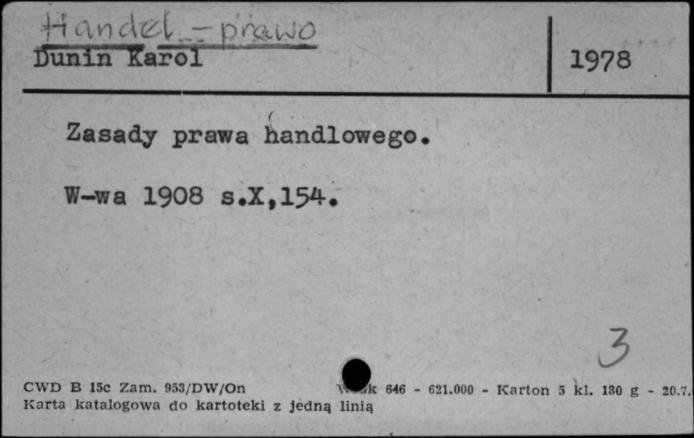 Handel - prawo
Dunin Karol
1978
Zasady prawa handlowego.
W-wa 1908 s.X,154.
3
CWD B 15c Zam. 953/DW/On k 646 - 621.000 - Karton 5 kl. 130 g - 20.7.
Karta katalogowa do kartoteki z jedną linią